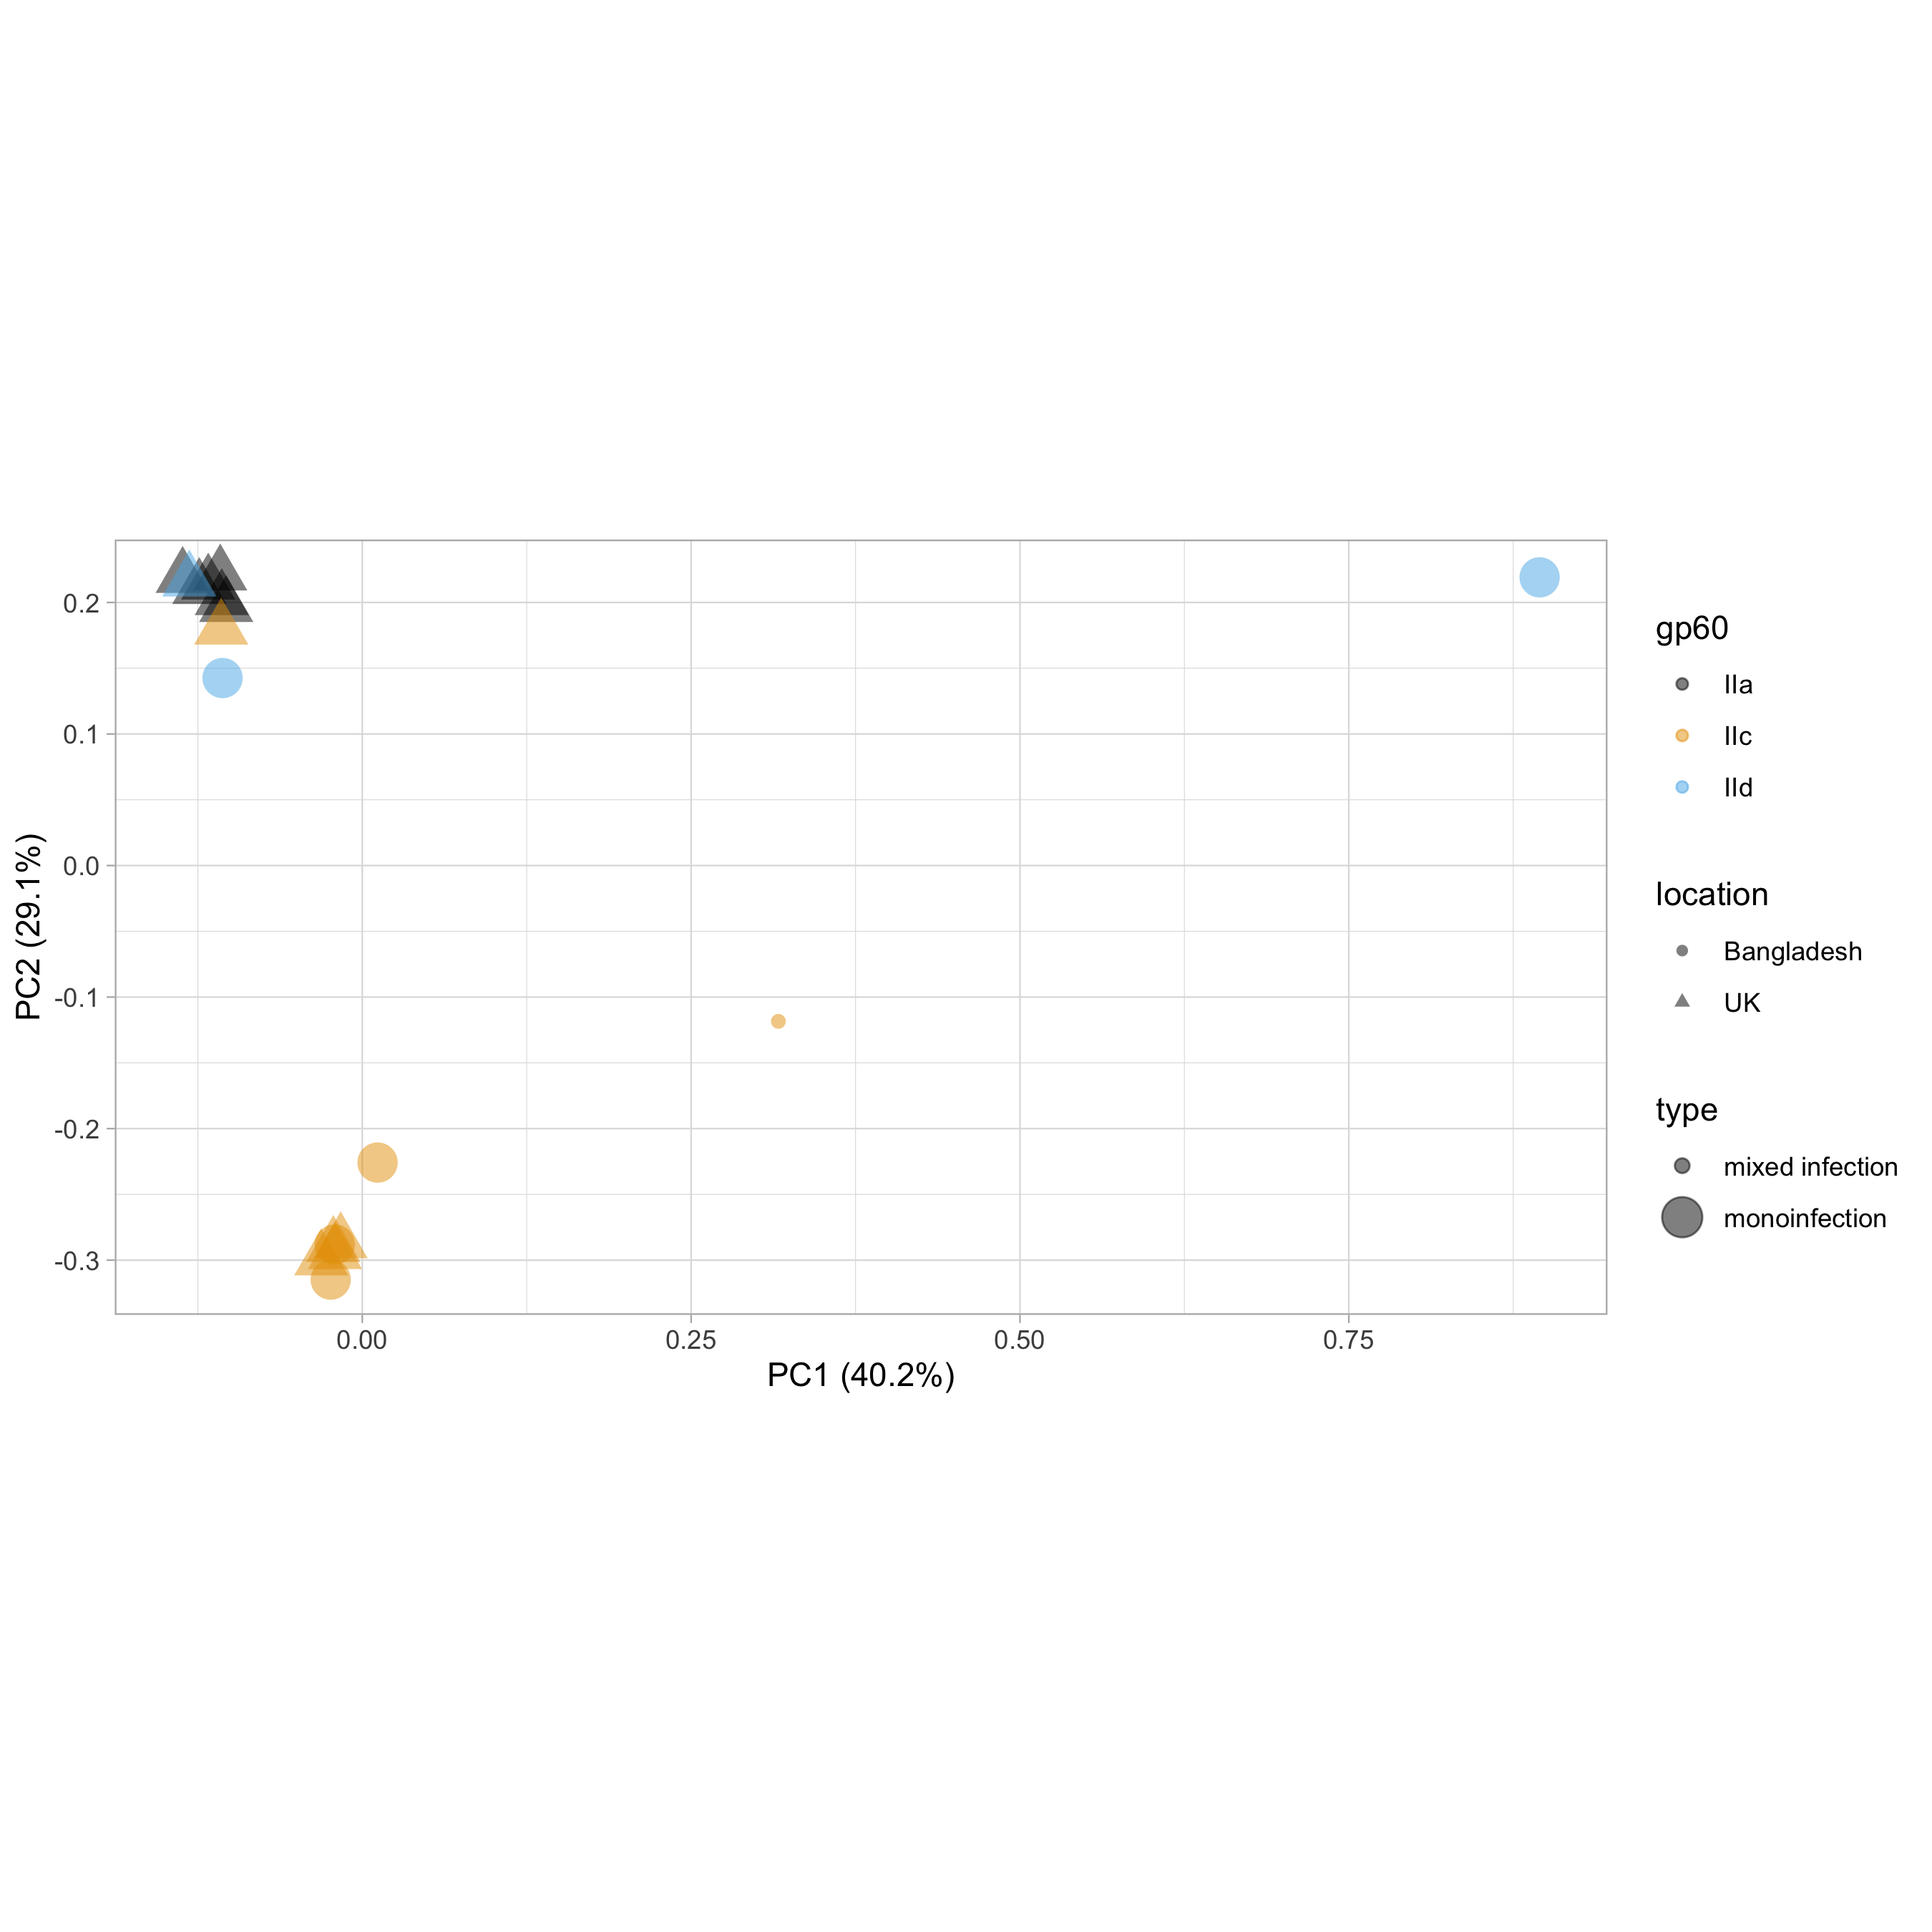 0.2
0.1
0.0
-0.1
-0.2
-0.3
PC2 (29.1%)
0.00 0.25 0.50 0.75
PC1 (40.2%)
gp60
IIa
IIc
IId
location
Bangladesh
UK
type
mixed infection
monoinfection